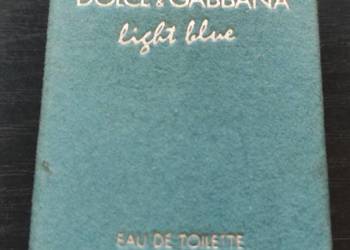 DOLCE & GABBANA
light blue
EAU DE TOILETTE